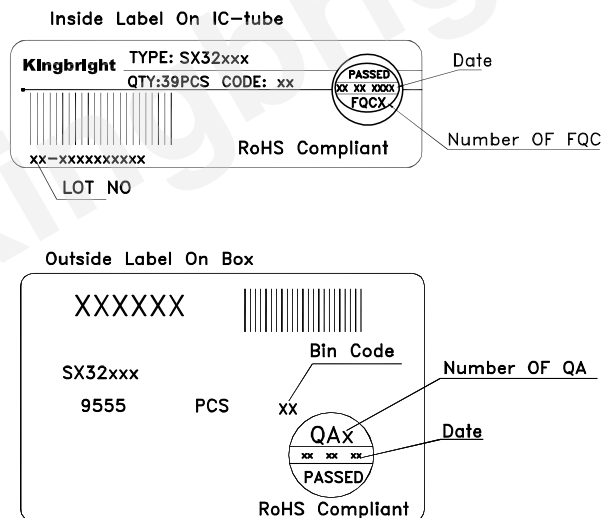 Inside Label On IC-tube
Kingbright
TYPE: SX32xxx
QTY:39PCS CODE: xx
PASSED
xx xx xxxx
FQCX
Date
Number OF FQC
RoHS Compliant
xx-xxxxxxxxxx
LOT NO
Outside Label On Box
XXXXXX
Bin Code
SX32xxx
9555 PCS xx
Number OF QA
QAx
xx xx xx
Date
PASSED
RoHS Compliant